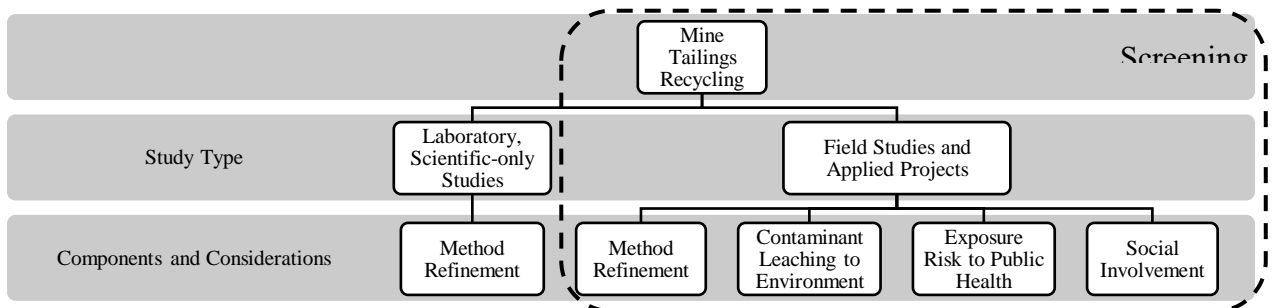 Mine
Tailings
Recycling
Screening
Study Type
Laboratory,
Scientific-only
Studies
Field Studies and
Applied Projects
Components and Considerations
Method
Refinement
Method
Refinement
Contaminant
Leaching to
Environment
Exposure
Risk to Public
Health
Social
Involvement